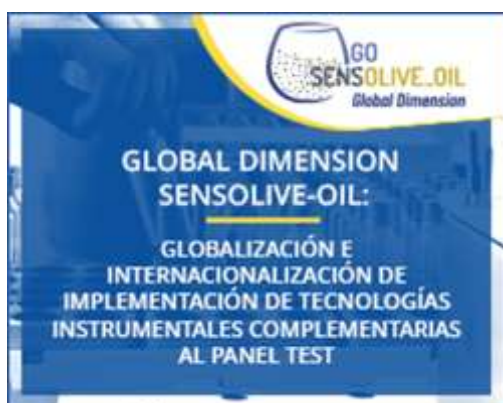 GO
SENSOLIVE_OIL
Global Dimension
GLOBAL DIMENSION
SENSOLIVE-OIL:
GLOBALIZACIÓN E
INTERNACIONALIZACIÓN DE
IMPLEMENTACIÓN DE TECNOLOGÍAS
INSTRUMENTALES COMPLEMENTARIAS
AL PANEL TEST